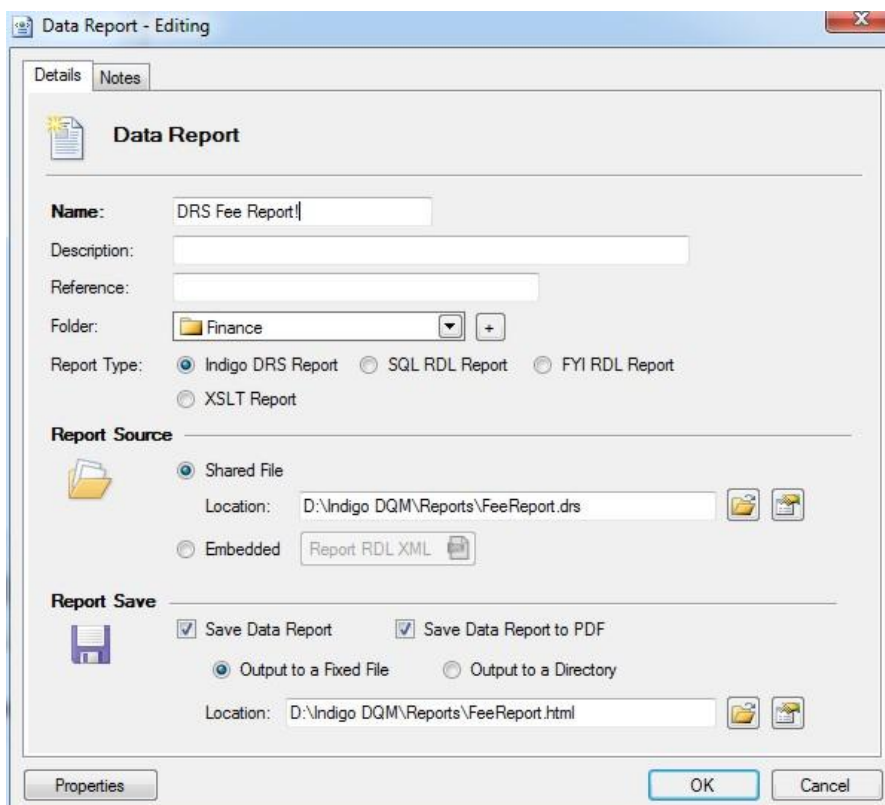 Data Report - Editing
Details Notes
Data Report
Name: DRS Fee Report!
Description:
Reference:
Folder: Finance +
Report Type: Indigo DRS Report SQL RDL Report FYI RDL Report
XSLT Report
Report Source
Shared File
Location: D:\Indigo DQM\Reports\FeeReport.drs
Embedded Report RDL XML
Report Save
Save Data Report Save Data Report to PDF
Output to a Fixed File Output to a Directory
Location: D:\Indigo DQM\Reports\FeeReport.html
Properties OK Cancel